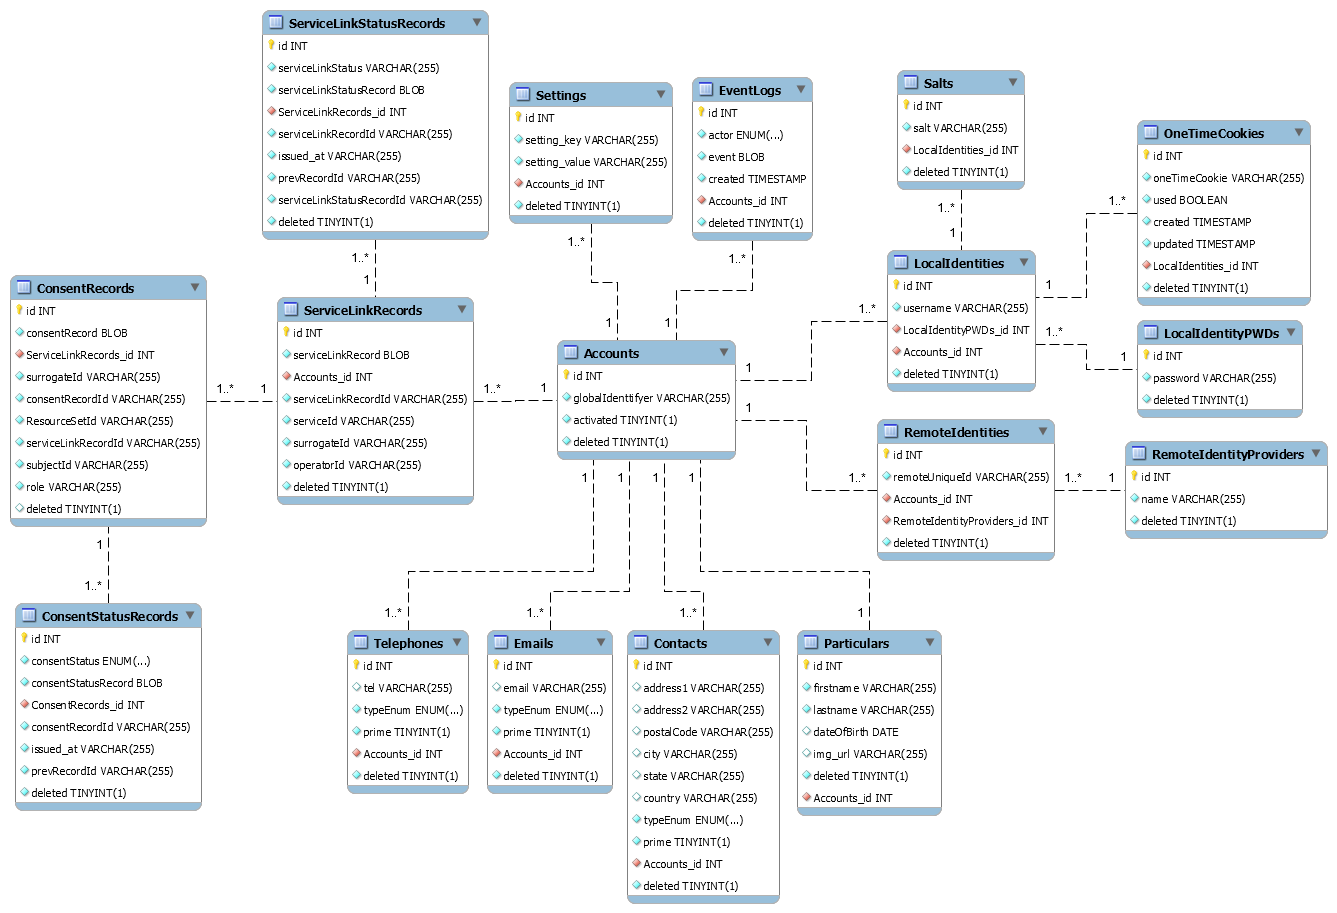 ServiceLinkStatusRecords
id INT
serviceLinkStatus VARCHAR(255)
serviceLinkStatusRecord BLOB
ServiceLinkRecords_id INT
serviceLinkRecordId VARCHAR(255)
issued_at VARCHAR(255)
prevRecordId VARCHAR(255)
serviceLinkStatusRecordId VARCHAR(255)
deleted TINYINT(1)
1..*
1
Settings
id INT
setting_key VARCHAR(255)
setting_value VARCHAR(255)
Accounts_id INT
deleted TINYINT(1)
1..*
1
EventLogs
id INT
actor ENUM(...)
event BLOB
created TIMESTAMP
Accounts_id INT
deleted TINYINT(1)
1..*
1
Salts
id INT
salt VARCHAR(255)
LocalIdentities_id INT
deleted TINYINT(1)
1..*
1
OneTimeCookies
id INT
oneTimeCookie VARCHAR(255)
used BOOLEAN
created TIMESTAMP
updated TIMESTAMP
LocalIdentities_id INT
deleted TINYINT(1)
1..*
1
ConsentRecords
id INT
consentRecord BLOB
ServiceLinkRecords_id INT
surrogateId VARCHAR(255)
consentRecordId VARCHAR(255)
ResourceSetId VARCHAR(255)
serviceLinkRecordId VARCHAR(255)
subjectId VARCHAR(255)
role VARCHAR(255)
deleted TINYINT(1)
1..*
1
ServiceLinkRecords
id INT
serviceLinkRecord BLOB
Accounts_id INT
serviceLinkRecordId VARCHAR(255)
serviceId VARCHAR(255)
surrogateId VARCHAR(255)
operatorId VARCHAR(255)
deleted TINYINT(1)
1..*
1
Accounts
id INT
globalIdenttifyer VARCHAR(255)
activated TINYINT(1)
deleted TINYINT(1)
1
1..*
1
1..*
LocalIdentities
id INT
username VARCHAR(255)
LocalIdentityPWDs_id INT
Accounts_id INT
deleted TINYINT(1)
1..*
1
LocalIdentityPWDs
id INT
password VARCHAR(255)
deleted TINYINT(1)
RemoteIdentities
id INT
remoteUniqueId VARCHAR(255)
Accounts_id INT
RemoteIdentityProviders_id INT
deleted TINYINT(1)
1..*
1
RemoteIdentityProviders
id INT
name VARCHAR(255)
deleted TINYINT(1)
1
1..*
ConsentStatusRecords
id INT
consentStatus ENUM(...)
consentStatusRecord BLOB
ConsentRecords_id INT
consentRecordId VARCHAR(255)
issued_at VARCHAR(255)
prevRecordId VARCHAR(255)
deleted TINYINT(1)
1
1
1
1
1..*
1..*
1..*
1
Telephones
id INT
tel VARCHAR(255)
typeEnum ENUM(...)
prime TINYINT(1)
Accounts_id INT
deleted TINYINT(1)
Emails
id INT
email VARCHAR(255)
typeEnum ENUM(...)
prime TINYINT(1)
Accounts_id INT
deleted TINYINT(1)
Contacts
id INT
address1 VARCHAR(255)
address2 VARCHAR(255)
postalCode VARCHAR(255)
city VARCHAR(255)
state VARCHAR(255)
country VARCHAR(255)
typeEnum ENUM(...)
prime TINYINT(1)
Accounts_id INT
deleted TINYINT(1)
Particulars
id INT
firstname VARCHAR(255)
lastname VARCHAR(255)
dateOfBirth DATE
img_url VARCHAR(255)
deleted TINYINT(1)
Accounts_id INT